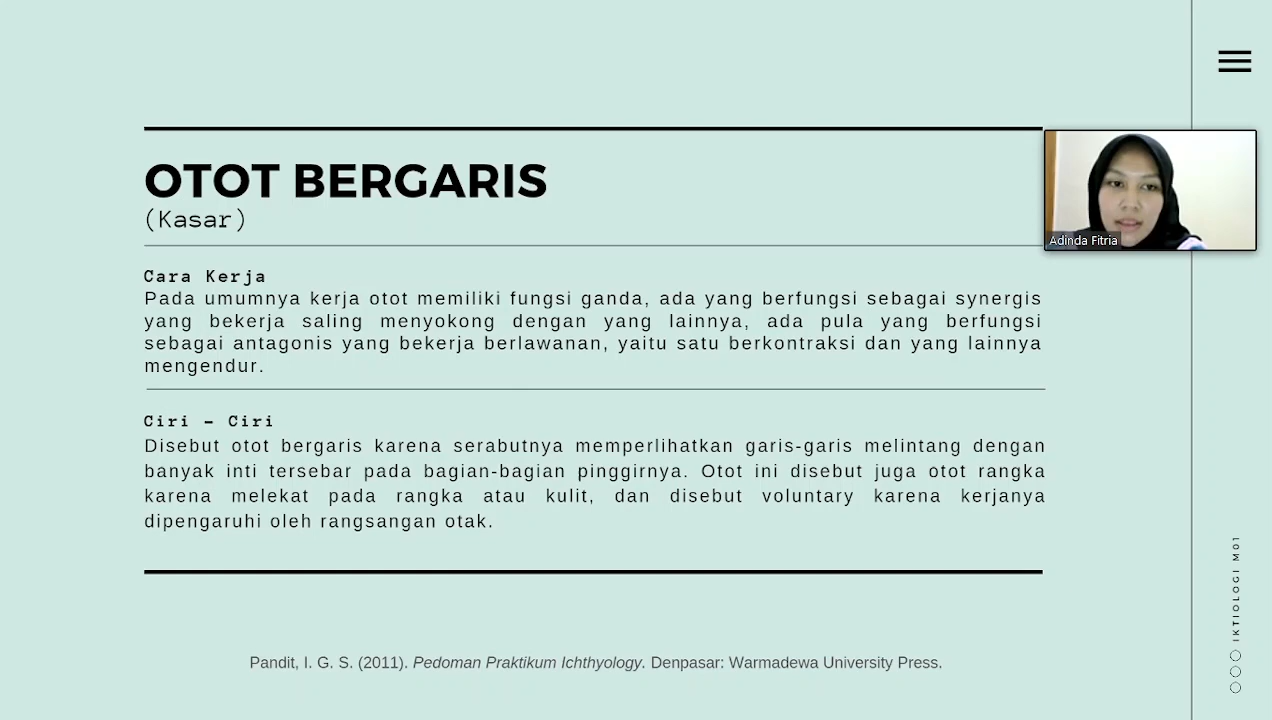 OTOT BERGARIS
(Kasar)
Adinda Fitria
Cara Kerja
Pada umumnya kerja otot memiliki fungsi ganda, ada yang berfungsi sebagai synergis
yang bekerja saling menyokong dengan yang lainnya, ada pula yang berfungsi
sebagai antagonis yang bekerja berlawanan, yaitu satu berkontraksi dan yang lainnya
mengendur.
Ciri - Ciri
Disebut otot bergaris karena serabutnya memperlihatkan garis-garis melintang dengan
banyak inti tersebar pada bagian-bagian pinggirnya. Otot ini disebut juga otot rangka
karena melekat pada rangka atau kulit, dan disebut voluntary karena kerjanya
dipengaruhi oleh rangsangan otak.
IKTIOLOGI M01
Pandit, I. G. S. (2011). Pedoman Praktikum Ichthyology. Denpasar: Warmadewa University Press.